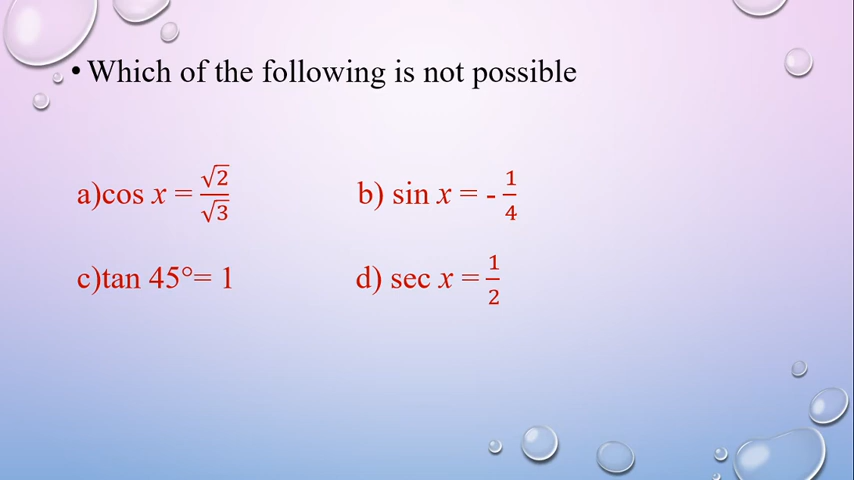 • Which of the following is not possible
a)cos x = √2/√3 b) sin x = - 1/4
c)tan 45°= 1 d) sec x = 1/2